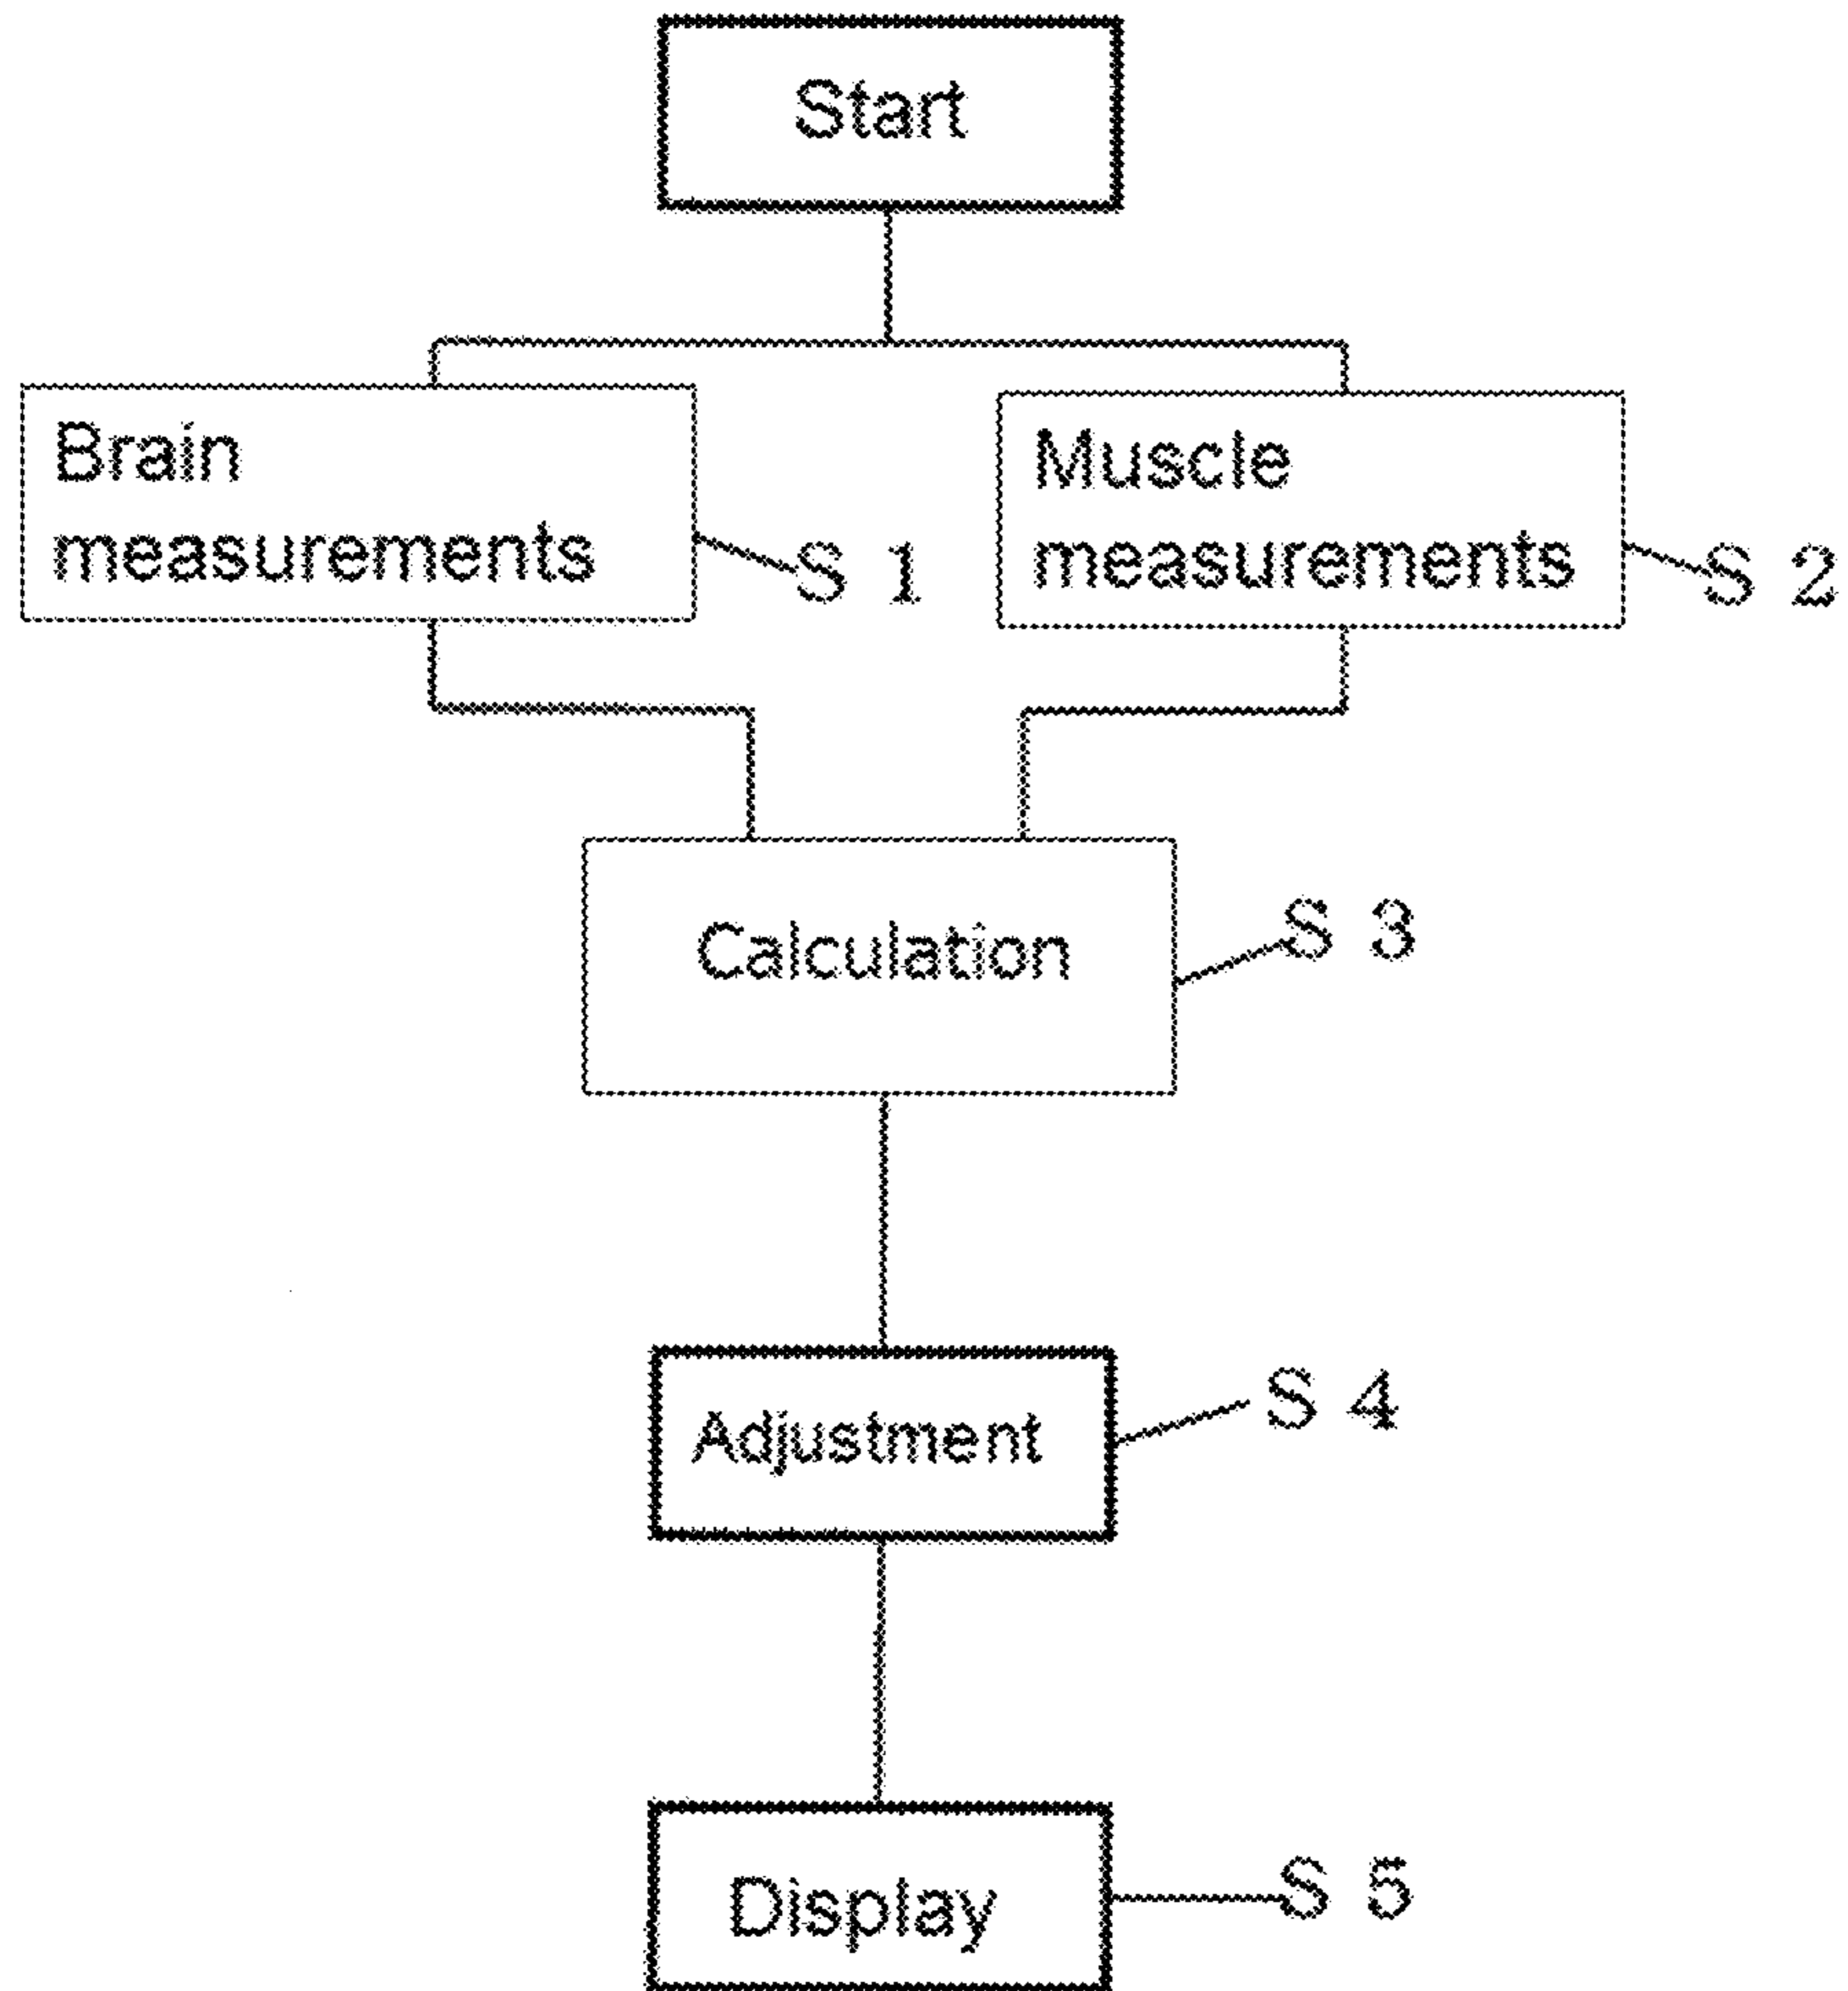 Start
Brain
measurements
S 1
Muscle
measurements
S 2
Calculation
S 3
Adjustment
S 4
Display
S 5